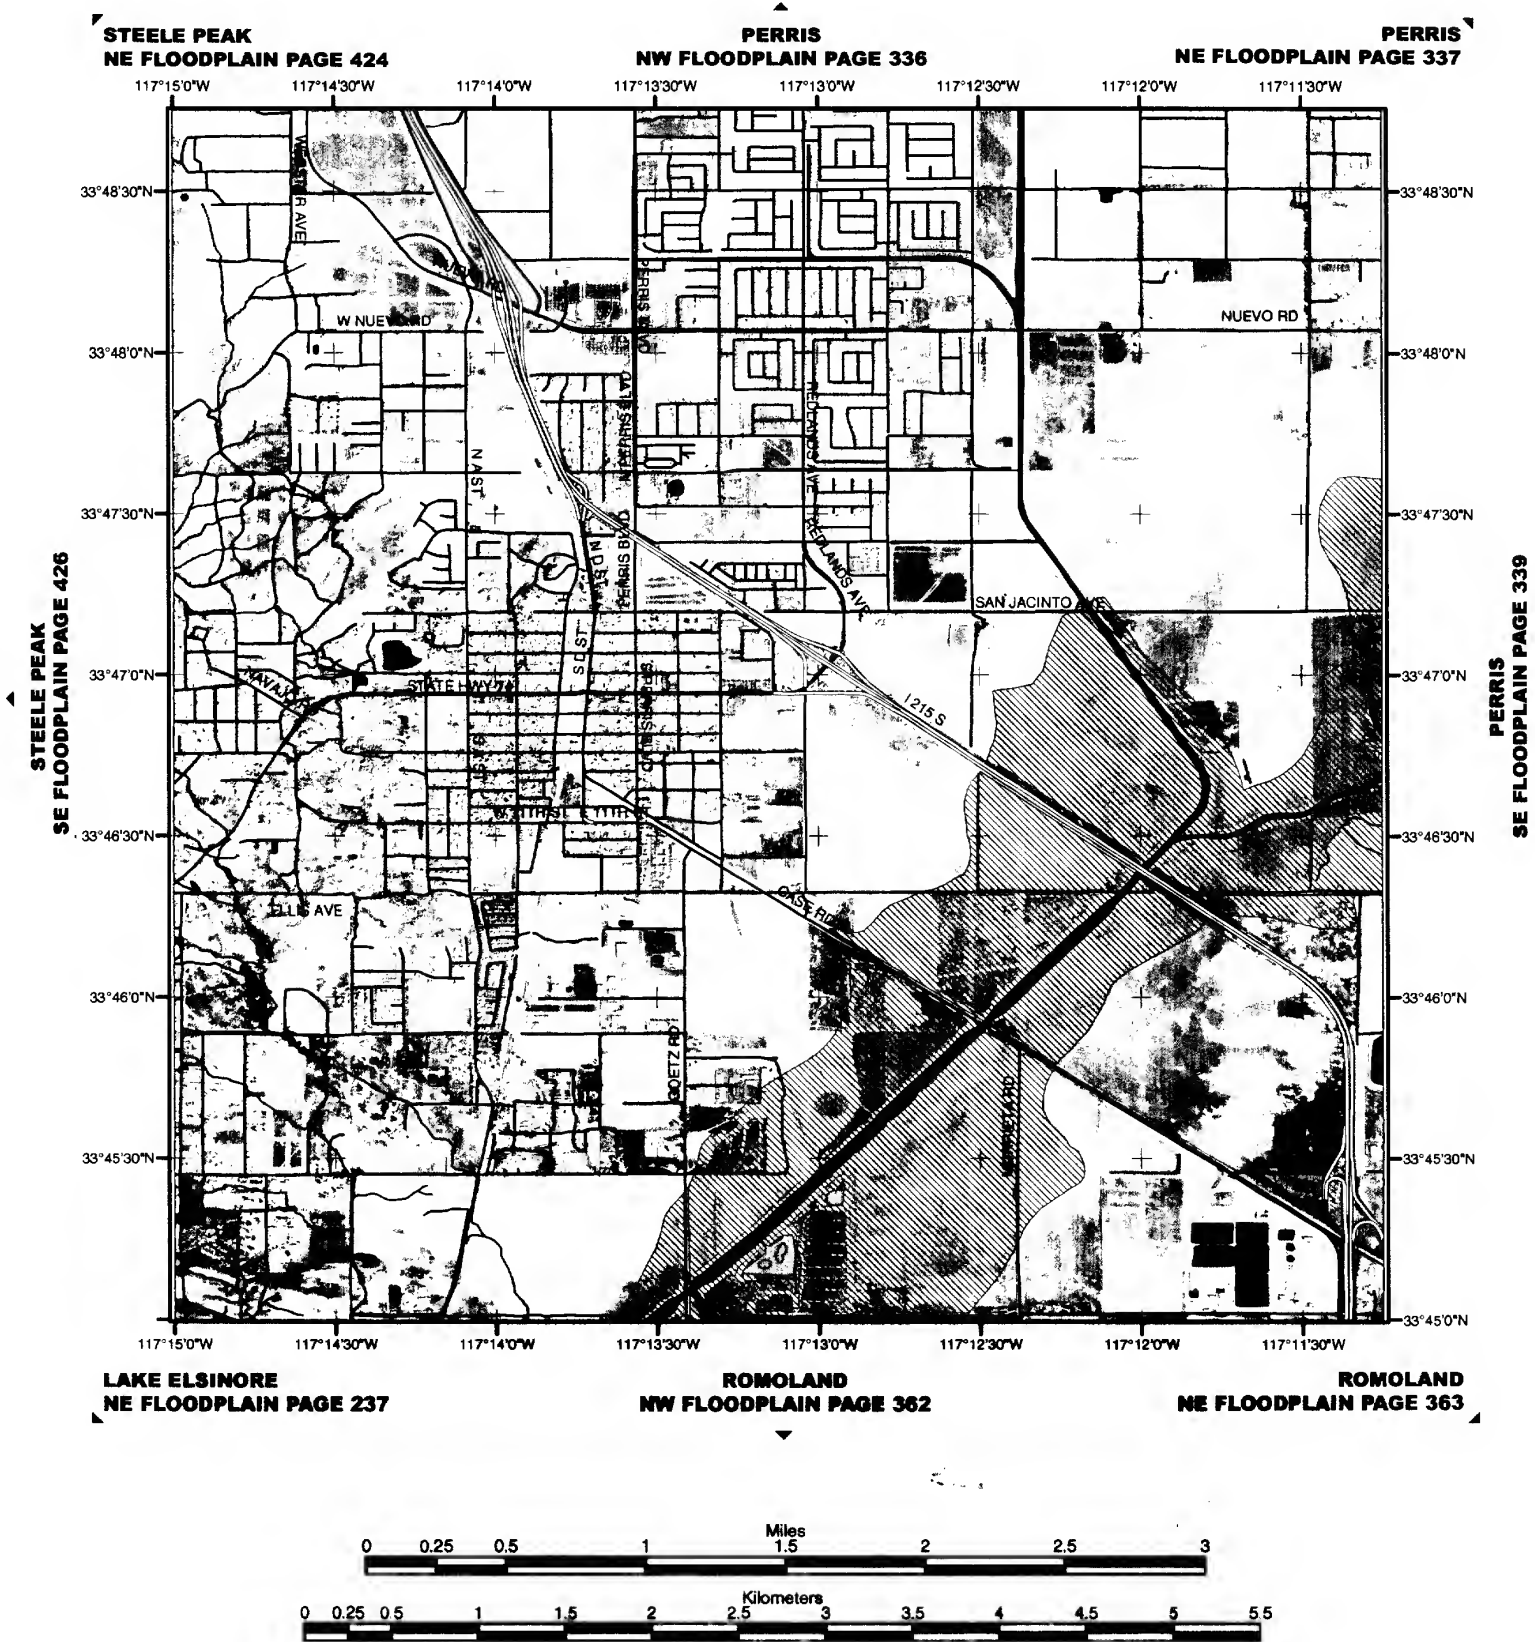 STEELE PEAK
NE FLOODPLAIN PAGE 424
PERRIS
NW FLOODPLAIN PAGE 336
PERRIS
NE FLOODPLAIN PAGE 337
117°15'0"W 117°14'30"W 117°14'0"W 117°13'30"W 117°13'0"W 117°12'30"W 117°12'0"W 117°11'30"W
33°48'30"N
33°48'30"N
PERRIS BLVD
W NUEVO RD
NUEVO RD
33°48'0"N
33°48'0"N
N PERRIS BLVD
REDLANDS AVE
N A ST
33°47'30"N
33°47'30"N
N D ST
PERRIS BLVD
REDLANDS AVE
SAN JACINTO AVE
STEELE PEAK
SE FLOODPLAIN PAGE 426
PERRIS
SE FLOODPLAIN PAGE 339
S D ST
33°47'0"N
33°47'0"N
STATE HWY 74
I 215 S
33°46'30"N
33°46'30"N
CASE RD
ELLIS AVE
33°46'0"N
33°46'0"N
GOETZ RD
MURRIETA RD
33°45'30"N
33°45'30"N
33°45'0"N
117°15'0"W 117°14'30"W 117°14'0"W 117°13'30"W 117°13'0"W 117°12'30"W 117°12'0"W 117°11'30"W
LAKE ELSINORE
NE FLOODPLAIN PAGE 237
ROMOLAND
NW FLOODPLAIN PAGE 362
ROMOLAND
NE FLOODPLAIN PAGE 363
Miles
0 0.25 0.5 1 1.5 2 2.5 3
Kilometers
0 0.25 0.5 1 1.5 2 2.5 3 3.5 4 4.5 5 5.5